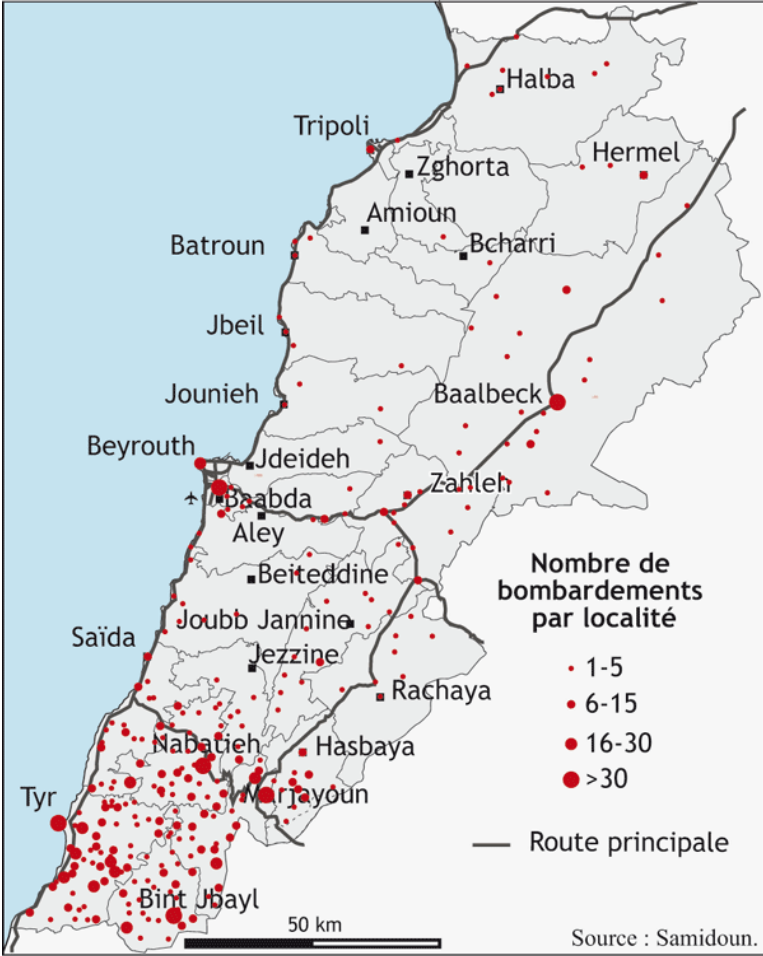 Halba
Tripoli
Zghorta
Hermel
Amioun
Batroun
Bcharri
Jbeil
Jounieh
Baalbeck
Beyrouth
Jdeideh
Zahleh
Baabda
Aley
Beiteddine
Nombre de
bombardements
par localité
1-5
6-15
16-30
>30
Joubb Jannine
Saïda
Jezzine
Rachaya
Nabatieh
Hasbaya
Tyr
Marjayoun
Route principale
Bint Jbayl
50 km
Source : Samidoun.